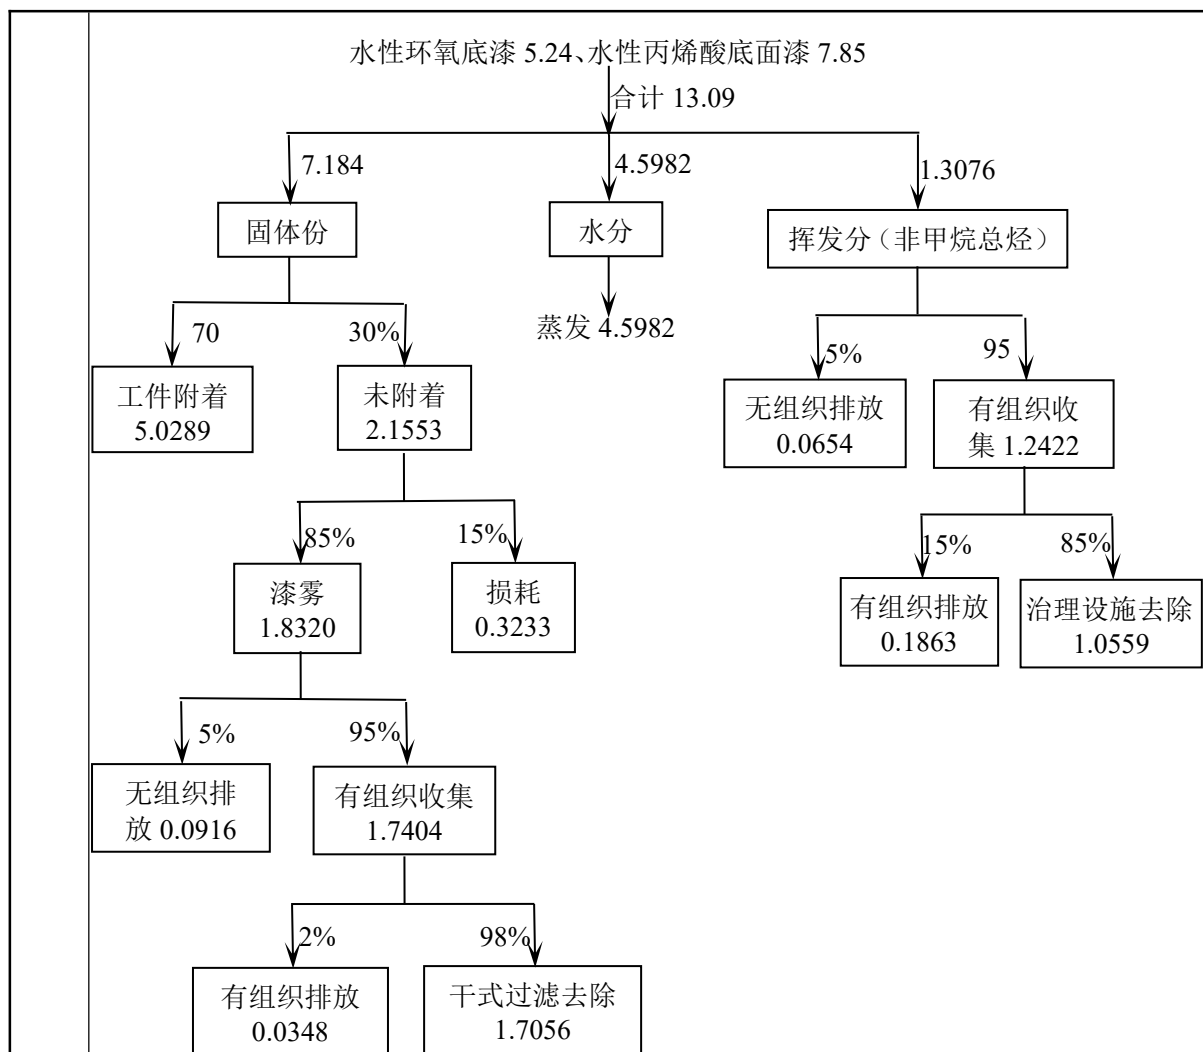 水性环氧底漆 5.24、水性丙烯酸底面漆 7.85
合计 13.09
7.184
4.5982
1.3076
固体份
水分
挥发分（非甲烷总烃）
70
30%
蒸发 4.5982
5%
95
工件附着
5.0289
未附着
2.1553
无组织排放
0.0654
有组织收
集 1.2422
85%
15%
15%
85%
漆雾
1.8320
损耗
0.3233
有组织排放
0.1863
治理设施去除
1.0559
5%
95%
无组织排
放 0.0916
有组织收集
1.7404
2%
98%
有组织排放
0.0348
干式过滤去除
1.7056